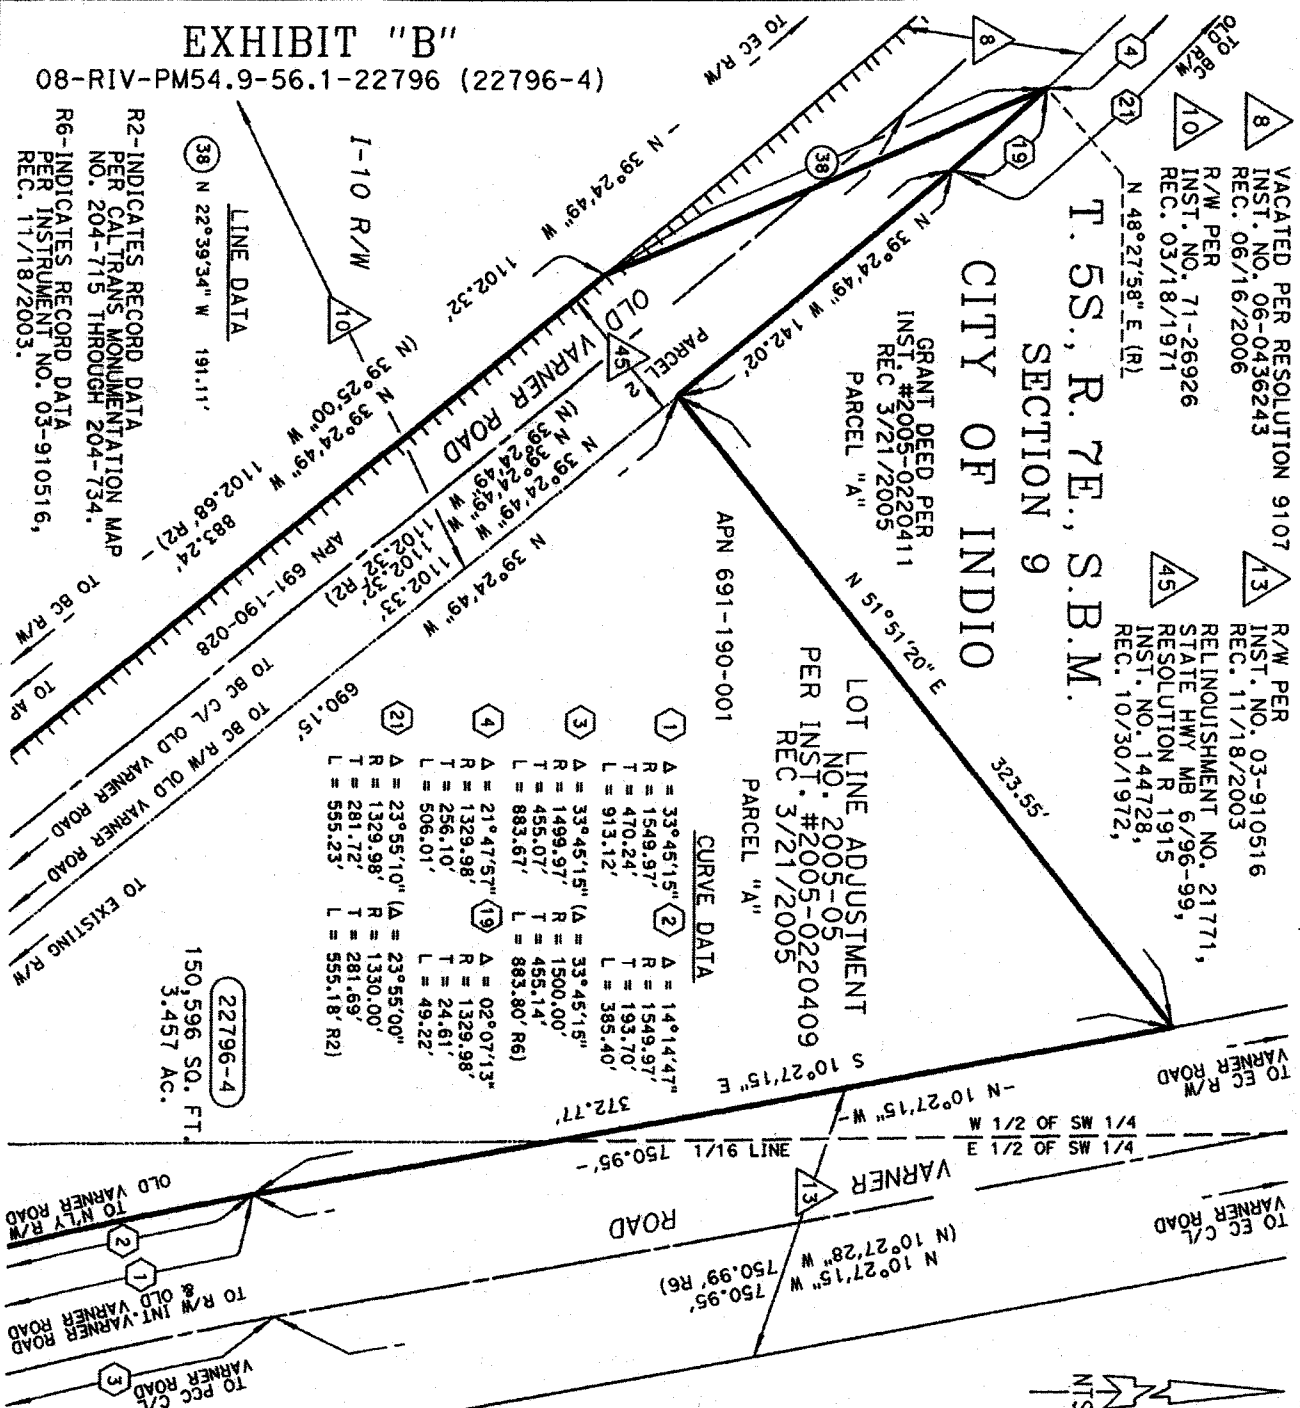 EXHIBIT "B"
08-RIV-PM54.9-56.1-22796 (22796-4)
8
VACATED PER RESOLUTION 9107
INST. NO. 06-0436243
REC. 06/16/2006
10
R/W PER
INST. NO. 71-26926
REC. 03/18/1971
13
R/W PER
INST. NO. 03-910516
REC. 11/18/2003
45
RELINQUISHMENT NO. 21771,
STATE HWY MB 6/96-99,
RESOLUTION R 1915
INST. NO. 144728,
REC. 10/30/1972,
N 48°27'58" E (R)
T. 5S., R. 7E., S.B.M.
SECTION 9
CITY OF INDIO
GRANT DEED PER
INST. #2005-0220411
REC 3/21/2005
PARCEL "A"
APN 691-190-001
LOT LINE ADJUSTMENT
NO. 2005-05
PER INST. #2005-0220409
REC 3/21/2005
PARCEL "A"
N 51°51'20" E
323.55'
TO EC R/W
8
TO BC
OLD R/W
4
21
19
38
N 39°24'49" W 142.02'
N 39°24'49" W
1102.32'
I-10 R/W
10
OLD VARNER ROAD
45
PARCEL 2
N 39°24'49" W
(N 39°25'00" W
883.24'
1102.68' R2)
APN 691-190-028
N 39°24'49" W 1102.33'
N 39°24'49" W 1102.32'
(N 39°24'49" W 1102.32' R2)
N 39°24'49" W
690.15'
TO BC R/W
TO AP
TO BC C/L OLD VARNER ROAD
TO BC R/W OLD VARNER ROAD
TO EXISTING R/W
LINE DATA
38 N 22°39'34" W 191.11'
R2-INDICATES RECORD DATA
PER CALTRANS MONUMENTATION MAP
NO. 204-715 THROUGH 204-734.
R6-INDICATES RECORD DATA
PER INSTRUMENT NO. 03-910516,
REC. 11/18/2003.
CURVE DATA
1
Δ = 33°45'15"
R = 1549.97'
T = 470.24'
L = 913.12'
2
Δ = 14°14'47"
R = 1549.97'
T = 193.70'
L = 385.40'
3
Δ = 33°45'15" (Δ = 33°45'15"
R = 1499.97' R = 1500.00'
T = 455.07' T = 455.14'
L = 883.67' L = 883.80' R6)
4
Δ = 21°47'57"
R = 1329.98'
T = 256.10'
L = 506.01'
19
Δ = 02°07'13"
R = 1329.98'
T = 24.61'
L = 49.22'
21
Δ = 23°55'10" (Δ = 23°55'00"
R = 1329.98' R = 1330.00'
T = 281.72' T = 281.69'
L = 555.23' L = 555.18' R2)
22796-4
150,596 SQ. FT.
3.457 Ac.
S 10°27'15" E
372.77'
N 10°27'15" W
750.95'
1/16 LINE
W 1/2 OF SW 1/4
E 1/2 OF SW 1/4
TO EC R/W
VARNER ROAD
13
VARNER
ROAD
N 10°27'15" W 750.95'
(N 10°27'28" W 750.99' R6)
TO EC C/L
VARNER ROAD
TO N'LY R/W
OLD VARNER ROAD
2
1
TO R/W INT. VARNER ROAD
& OLD VARNER ROAD
3
TO PCC C/L
VARNER ROAD
NTS